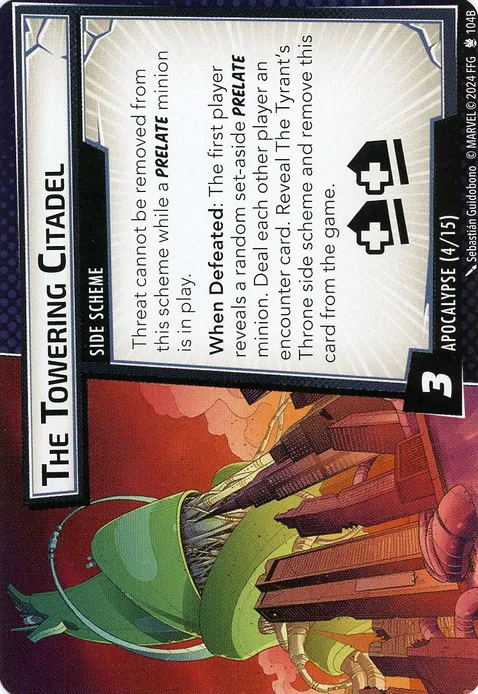 THE TOWERING CITADEL
SIDE SCHEME
Threat cannot be removed from
this scheme while a PRELATE minion
is in play.
When Defeated: The first player
reveals a random set-aside PRELATE
minion. Deal each other player an
encounter card. Reveal The Tyrant's
Throne side scheme and remove this
card from the game.
3
APOCALYPSE (4/15)
Sebastián Guidobono © MARVEL © 2024 FFG 104B